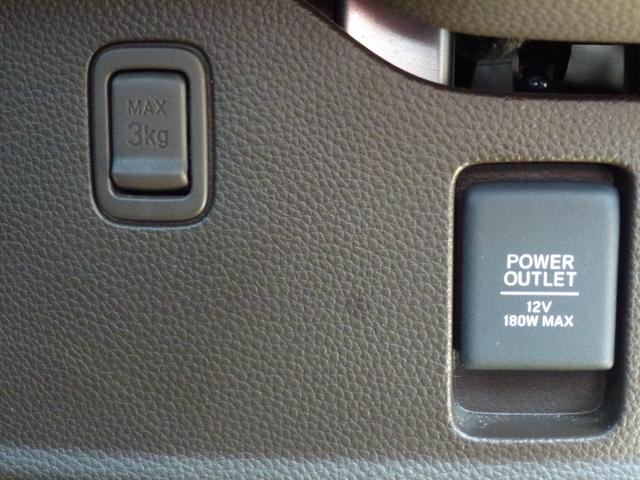 MAX
3kg
POWER
OUTLET
12V
180W MAX